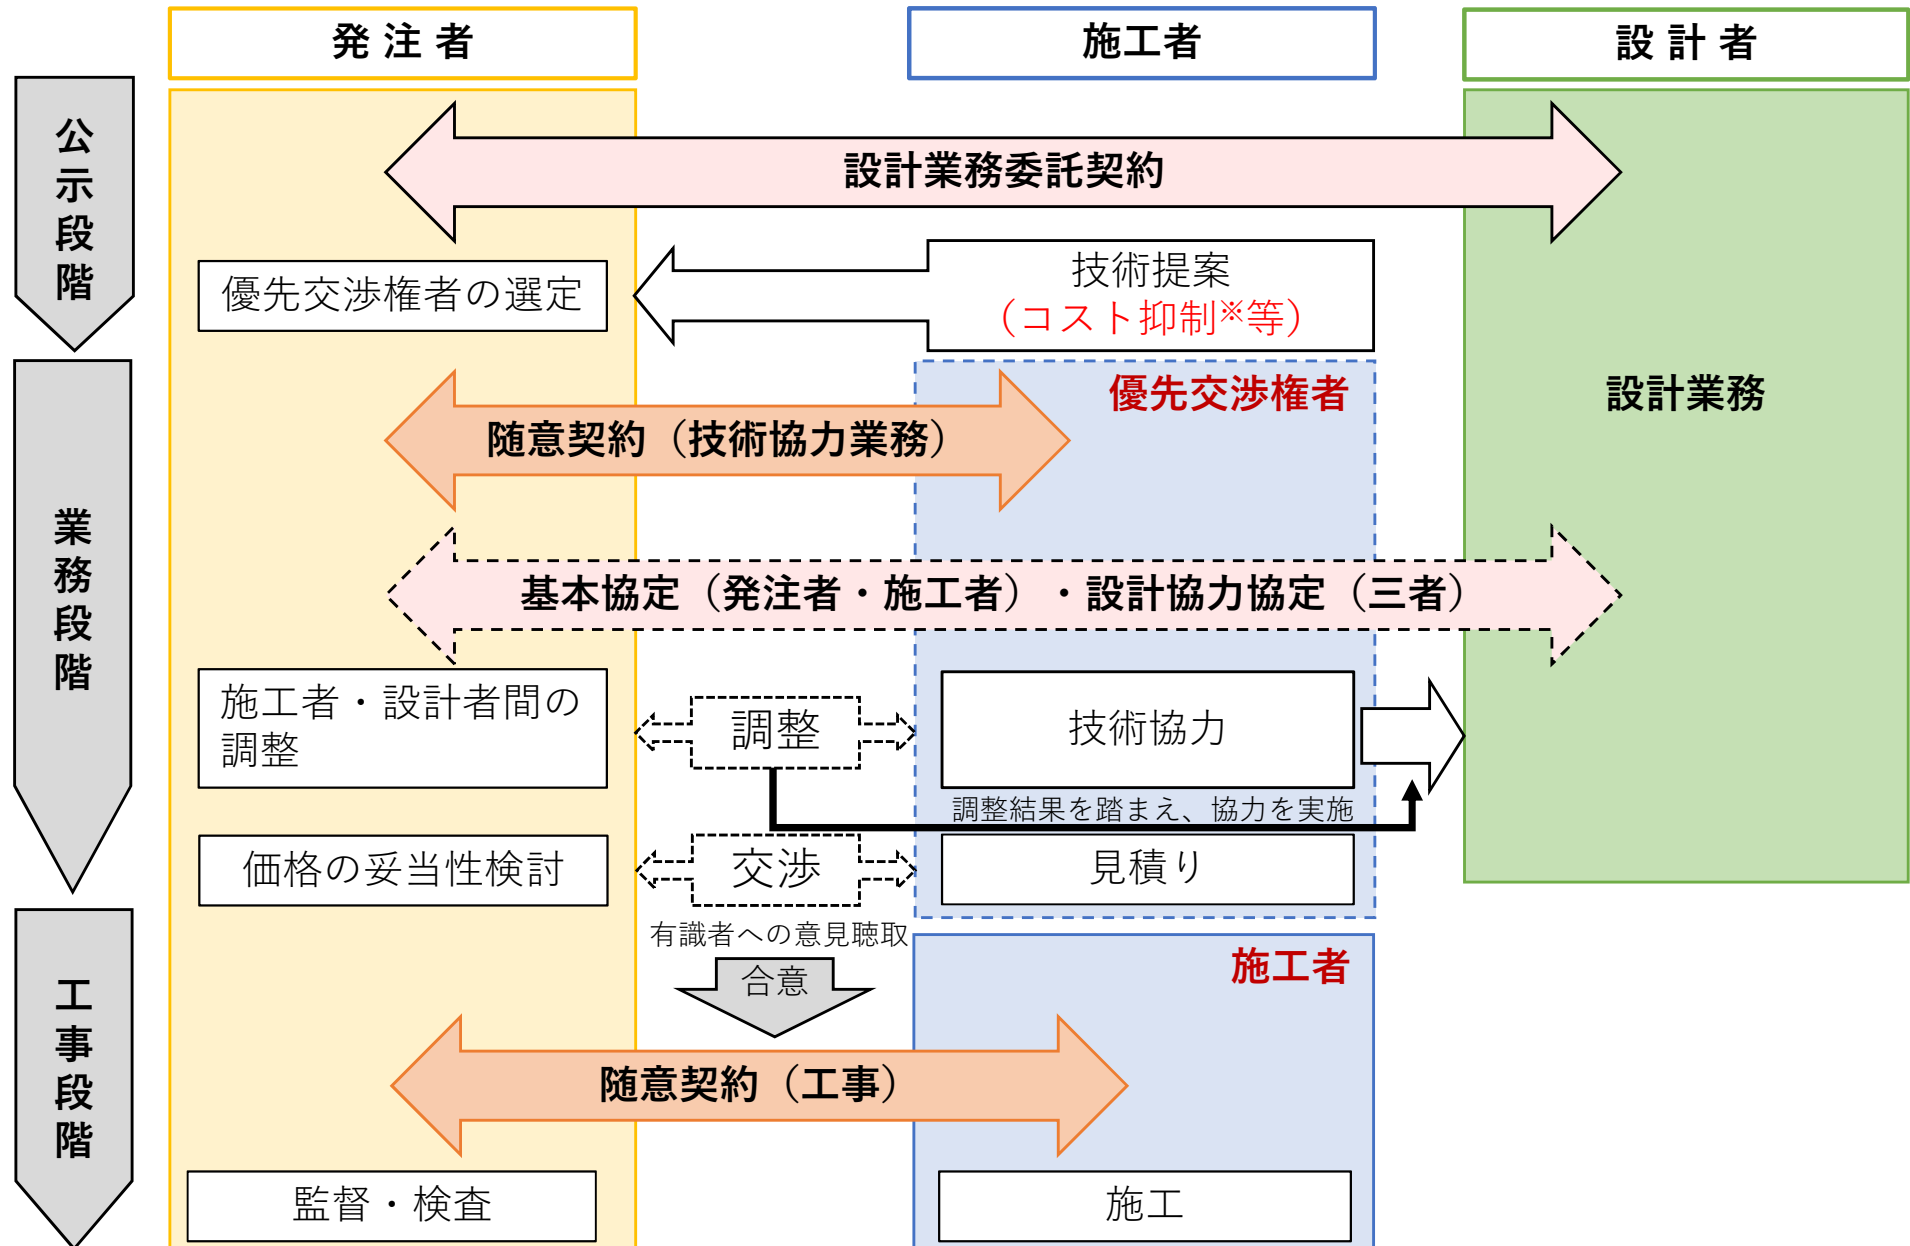 発注者
施工者
設計者
公示段階
設計業務委託契約
優先交渉権者の選定
技術提案
（コスト抑制※等）
業務段階
優先交渉権者
設計業務
随意契約（技術協力業務）
基本協定（発注者・施工者）・設計協力協定（三者）
施工者・設計者間の
調整
調整
技術協力
調整結果を踏まえ、協力を実施
価格の妥当性検討
交渉
見積り
有識者への意見聴取
合意
工事段階
施工者
随意契約（工事）
監督・検査
施工